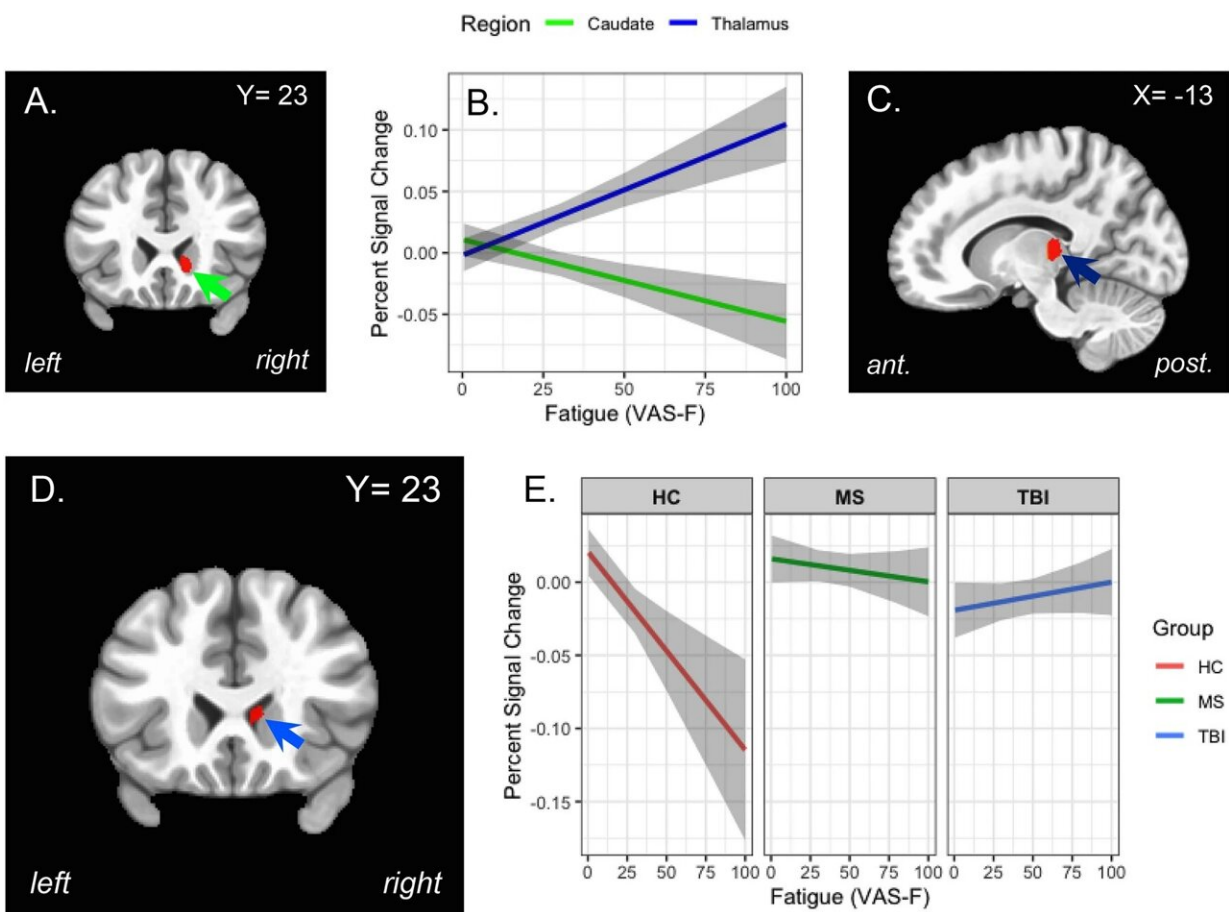 Region Caudate Thalamus
A. Y= 23
left right
B.
Percent Signal Change
0.10
0.05
0.00
-0.05
0 25 50 75 100
Fatigue (VAS-F)
C. X= -13
ant. post.
D. Y= 23
left right
E.
HC MS TBI
Percent Signal Change
0.00
-0.05
-0.10
-0.15
0 25 50 75 100 0 25 50 75 100 0 25 50 75 100
Fatigue (VAS-F)
Group
HC
MS
TBI